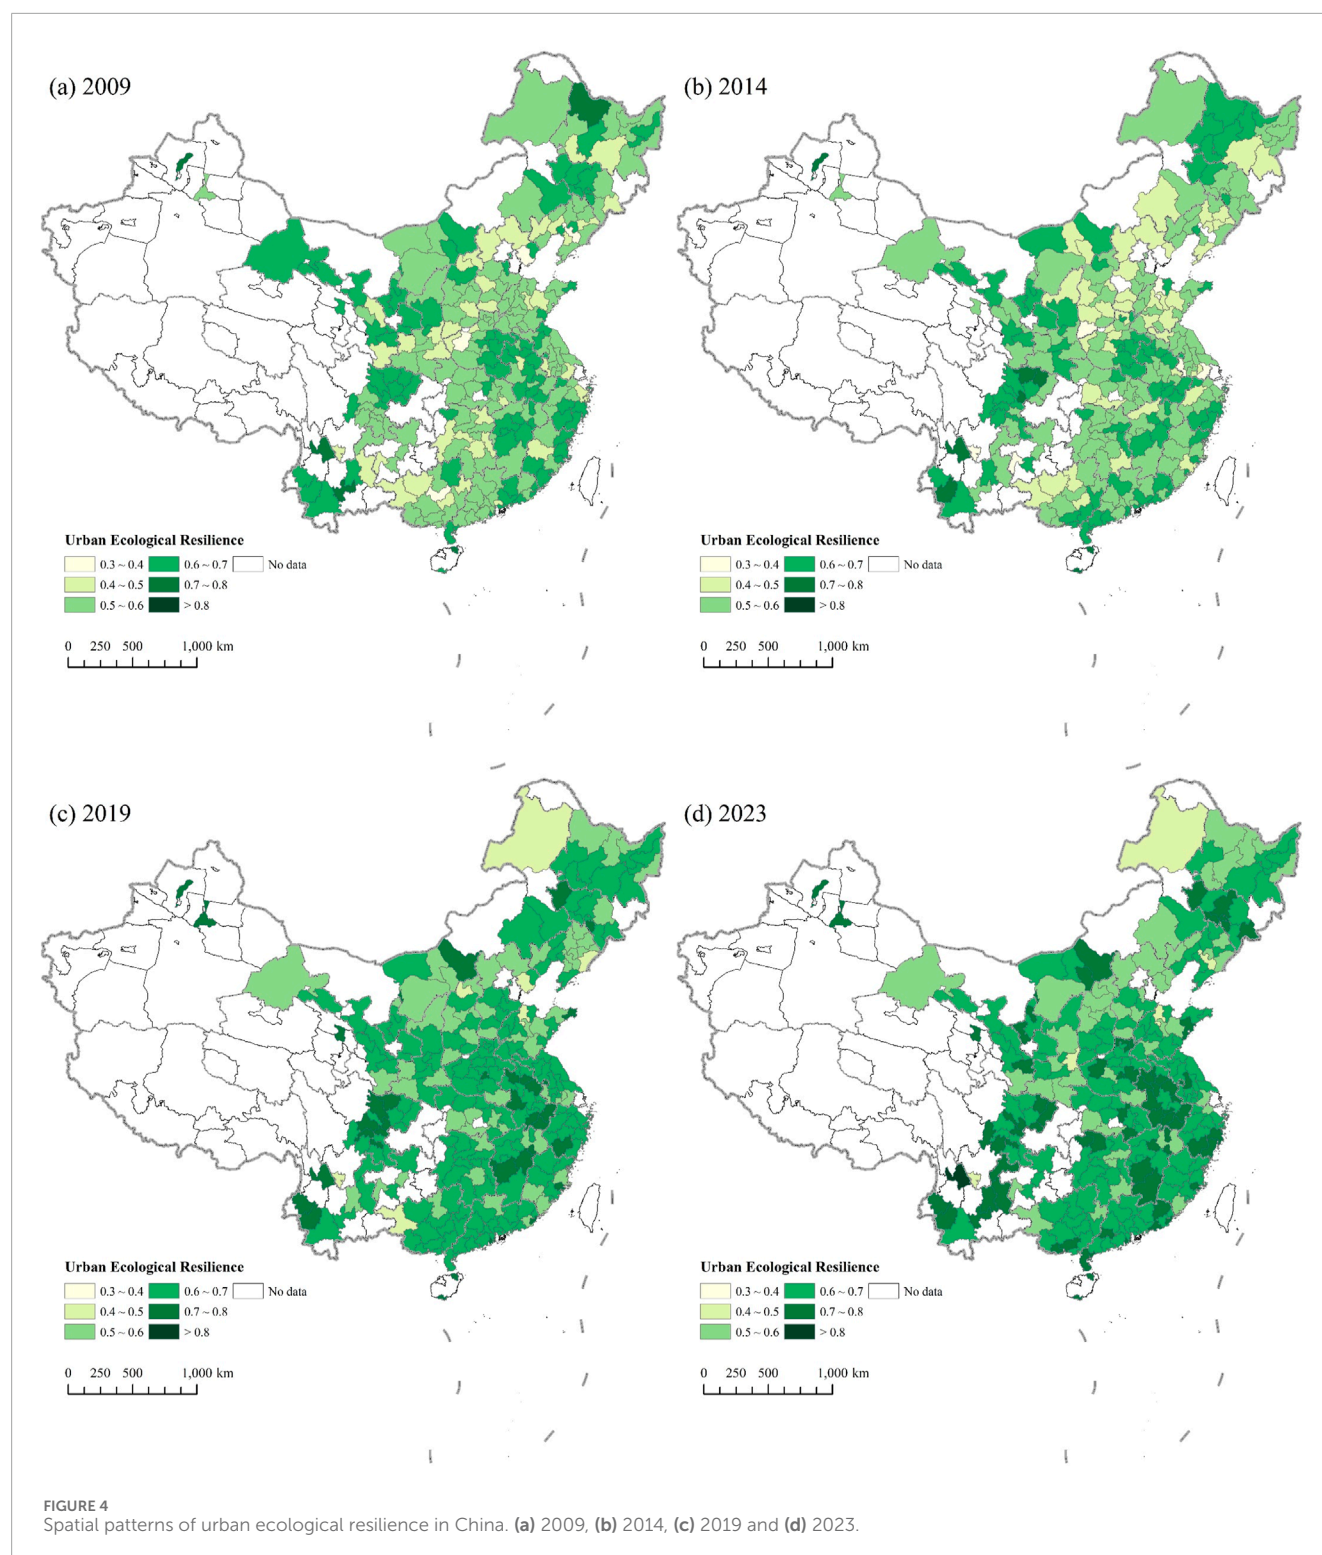 (a) 2009
Urban Ecological Resilience
0.3 ~ 0.4
0.6 ~ 0.7
No data
0.4 ~ 0.5
0.7 ~ 0.8
0.5 ~ 0.6
> 0.8
0 250 500 1,000 km
(b) 2014
Urban Ecological Resilience
0.3 ~ 0.4
0.6 ~ 0.7
No data
0.4 ~ 0.5
0.7 ~ 0.8
0.5 ~ 0.6
> 0.8
0 250 500 1,000 km
(c) 2019
Urban Ecological Resilience
0.3 ~ 0.4
0.6 ~ 0.7
No data
0.4 ~ 0.5
0.7 ~ 0.8
0.5 ~ 0.6
> 0.8
0 250 500 1,000 km
(d) 2023
Urban Ecological Resilience
0.3 ~ 0.4
0.6 ~ 0.7
No data
0.4 ~ 0.5
0.7 ~ 0.8
0.5 ~ 0.6
> 0.8
0 250 500 1,000 km
FIGURE 4
Spatial patterns of urban ecological resilience in China. (a) 2009, (b) 2014, (c) 2019 and (d) 2023.